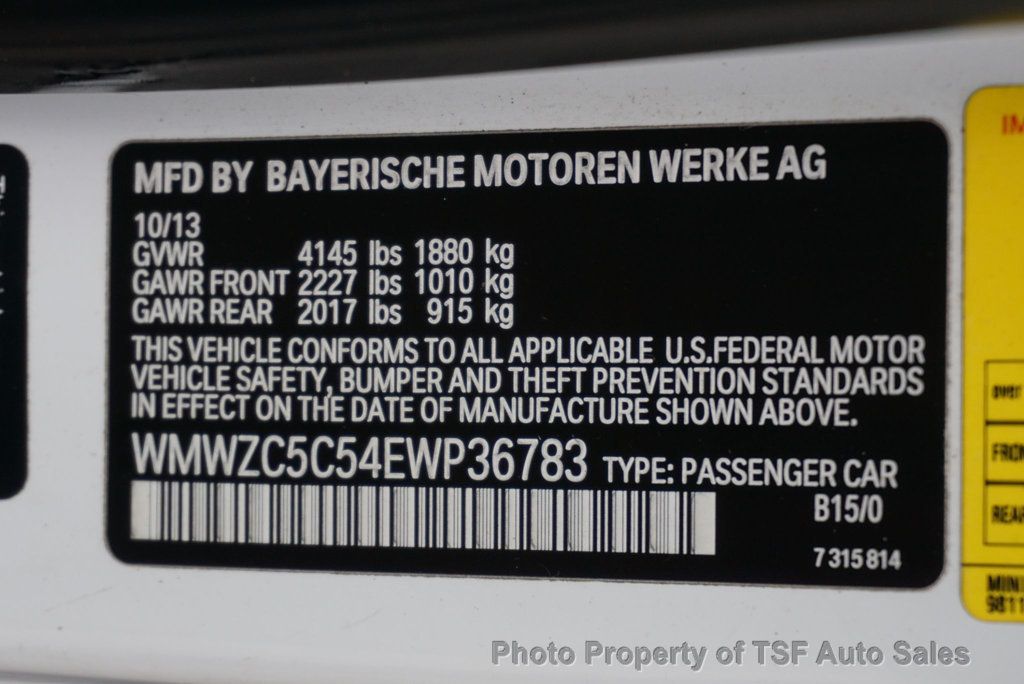 MFD BY BAYERISCHE MOTOREN WERKE AG
10/13
GVWR 4145 lbs 1880 kg
GAWR FRONT 2227 lbs 1010 kg
GAWR REAR 2017 lbs 915 kg
THIS VEHICLE CONFORMS TO ALL APPLICABLE U.S.FEDERAL MOTOR
VEHICLE SAFETY, BUMPER AND THEFT PREVENTION STANDARDS
IN EFFECT ON THE DATE OF MANUFACTURE SHOWN ABOVE.
WMWZC5C54EWP36783 TYPE: PASSENGER CAR
B15/0
7 315 814
Photo Property of TSF Auto Sales